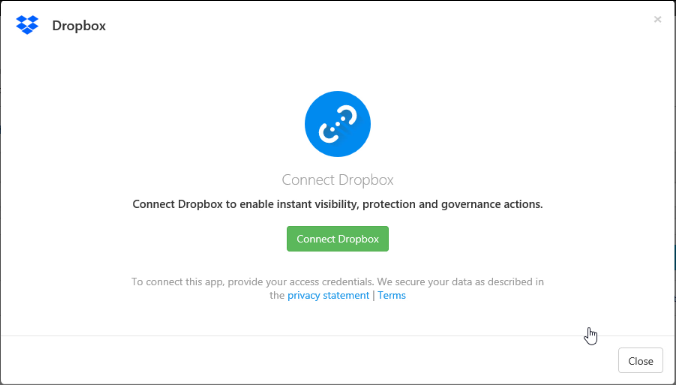 Dropbox
Connect Dropbox
Connect Dropbox to enable instant visibility, protection and governance actions.
Connect Dropbox
To connect this app, provide your access credentials. We secure your data as described in
the privacy statement | Terms
Close